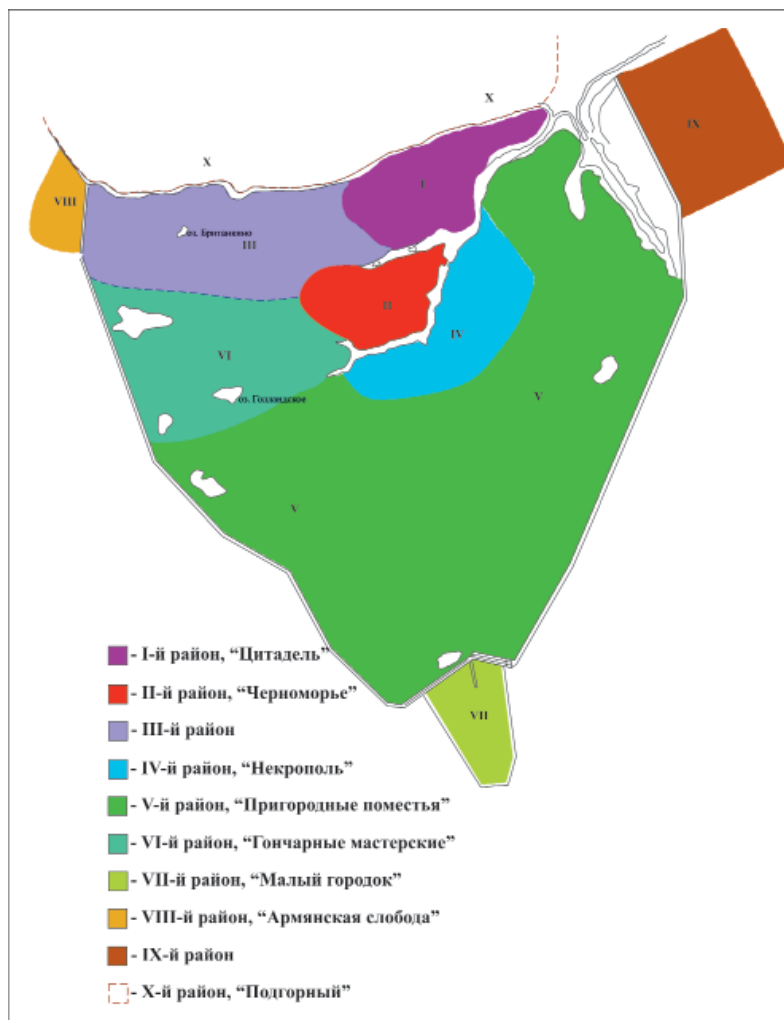 X
IX
X
I
VIII
оз. Британкино
III
II
IV
VI
V
оз. Голландское
V
- I-й район, “Цитадель”
- II-й район, “Черноморье”
- III-й район
- IV-й район, “Некрополь”
- V-й район, “Пригородные поместья”
VII
- VI-й район, “Гончарные мастерские”
- VII-й район, “Малый городок”
- VIII-й район, “Армянская слобода”
- IX-й район
- X-й район, “Подгорный”